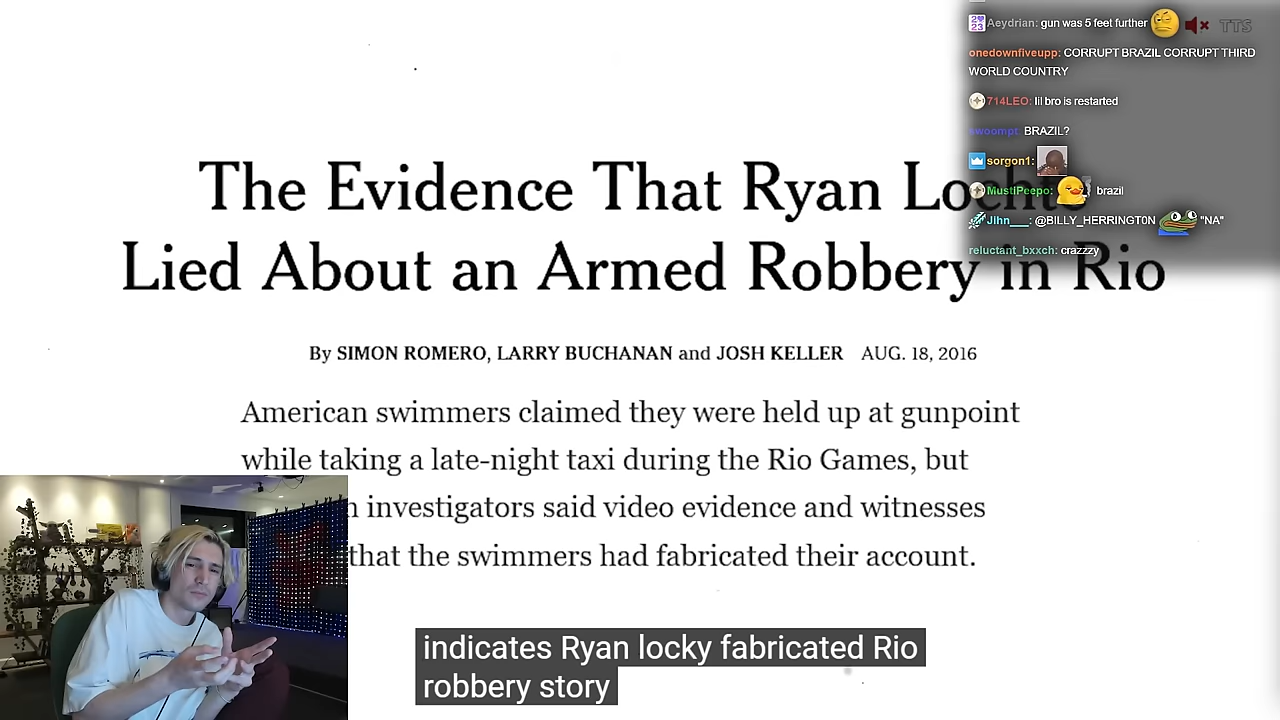 Aeydrian: gun was 5 feet further TTS
onedownfiveupp: CORRUPT BRAZIL CORRUPT THIRD
WORLD COUNTRY
714LEO: lil bro is restarted
BRAZIL?
sorgon1:
MustiPeepo: brazil
Jlhn___: @BILLY_HERRINGT0N "NA"
reluctant_bxxch: crazzzy
The Evidence That Ryan Lochte
Lied About an Armed Robbery in Rio
By SIMON ROMERO, LARRY BUCHANAN and JOSH KELLER AUG. 18, 2016
American swimmers claimed they were held up at gunpoint
while taking a late-night taxi during the Rio Games, but
investigators said video evidence and witnesses
that the swimmers had fabricated their account.
indicates Ryan locky fabricated Rio
robbery story